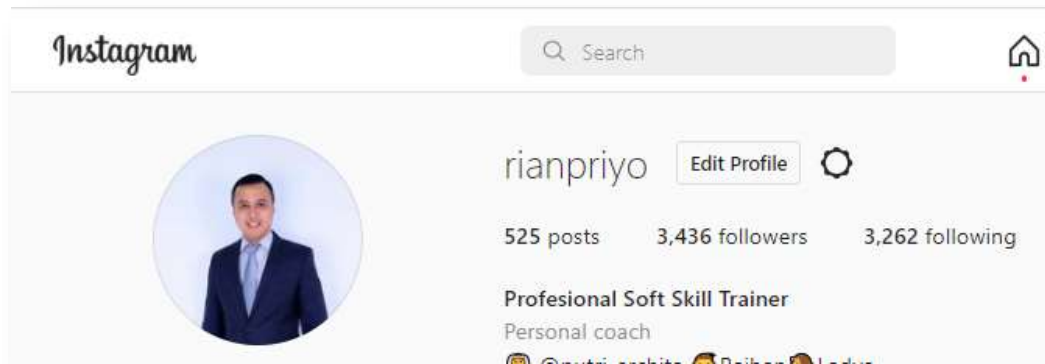 Instagram
Search
rianpriyo Edit Profile
525 posts 3,436 followers 3,262 following
Profesional Soft Skill Trainer
Personal coach